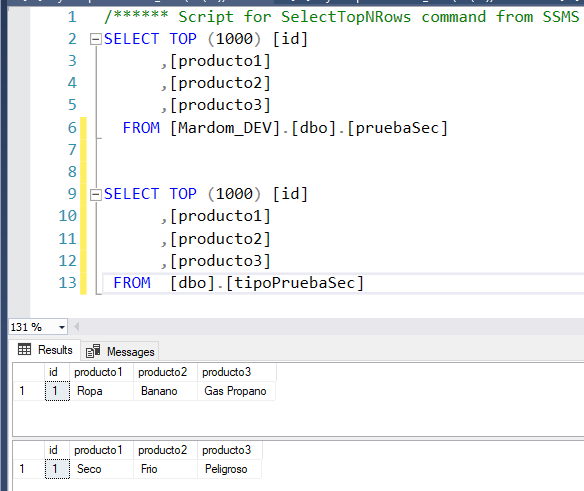 1 /****** Script for SelectTopNRows command from SSMS
2 SELECT TOP (1000) [id]
3 ,[producto1]
4 ,[producto2]
5 ,[producto3]
6 FROM [Mardom_DEV].[dbo].[pruebaSec]
7
8
9 SELECT TOP (1000) [id]
10 ,[producto1]
11 ,[producto2]
12 ,[producto3]
13 FROM [dbo].[tipoPruebaSec]
131 %
Results Messages
id producto1 producto2 producto3
1 1 Ropa Banano Gas Propano
id producto1 producto2 producto3
1 1 Seco Frio Peligroso